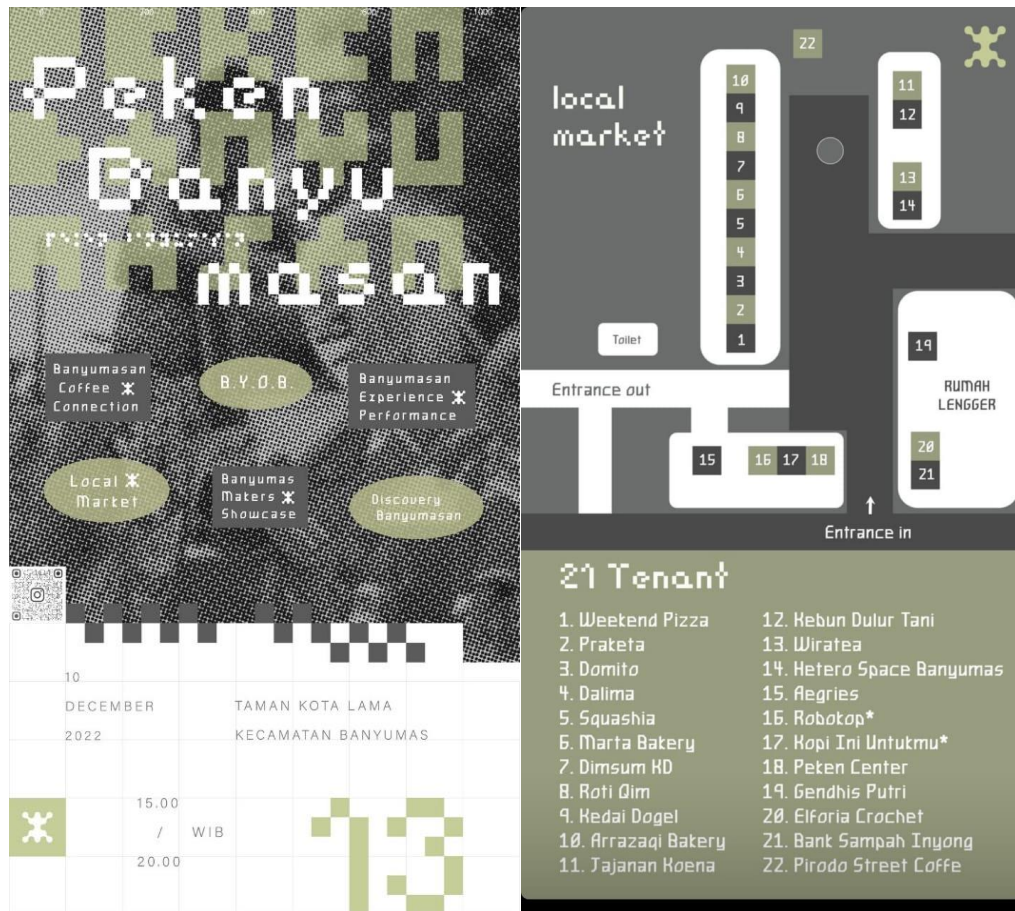 Peken
Banyu
masan
Banyumasan
Coffee
Connection
B.Y.O.B.
Banyumasan
Experience
Performance
Local
Market
Banyumas
Makers
Showcase
Discovery
Banyumasan
10
DECEMBER
2022
TAMAN KOTA LAMA
KECAMATAN BANYUMAS
15.00
/ WIB
20.00
13
local
market
22
10
9
8
7
6
5
4
3
2
1
11
12
13
14
Toilet
Entrance out
19
RUMAH
LENGGER
20
21
15
16 17 18
Entrance in
21 Tenant
1. Weekend Pizza
2. Praketa
3. Domito
4. Dalima
5. Squashia
6. Marta Bakery
7. Dimsum KD
8. Roti Qim
9. Kedai Dogel
10. Arrazaqi Bakery
11. Jajanan Koena
12. Kebun Dulur Tani
13. Wiratea
14. Hetero Space Banyumas
15. Aegries
16. Robokop*
17. Kopi Ini Untukmu*
18. Peken Center
19. Gendhis Putri
20. Elforia Crochet
21. Bank Sampah Inyong
22. Pirodo Street Coffe